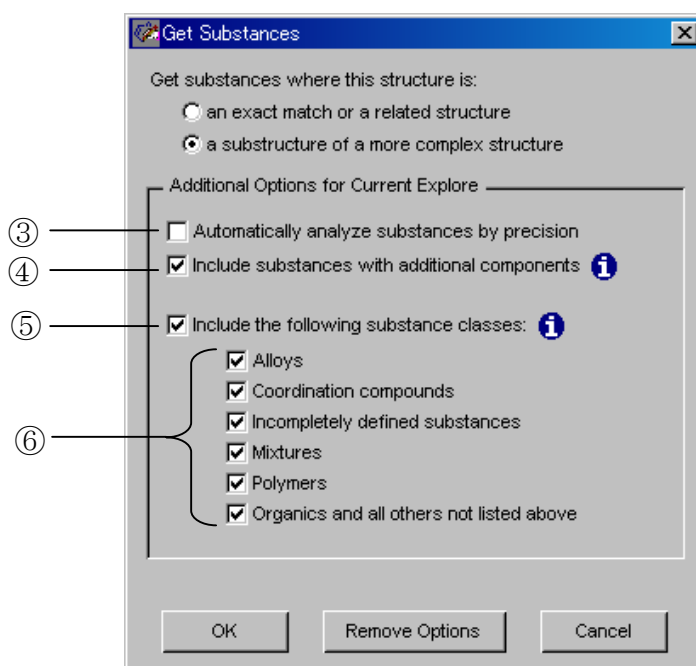 Get Substances
Get substances where this structure is:
an exact match or a related structure
a substructure of a more complex structure
Additional Options for Current Explore
③ Automatically analyze substances by precision
④ Include substances with additional components
⑤ Include the following substance classes:
Alloys
Coordination compounds
Incompletely defined substances
⑥ Mixtures
Polymers
Organics and all others not listed above
OK Remove Options Cancel